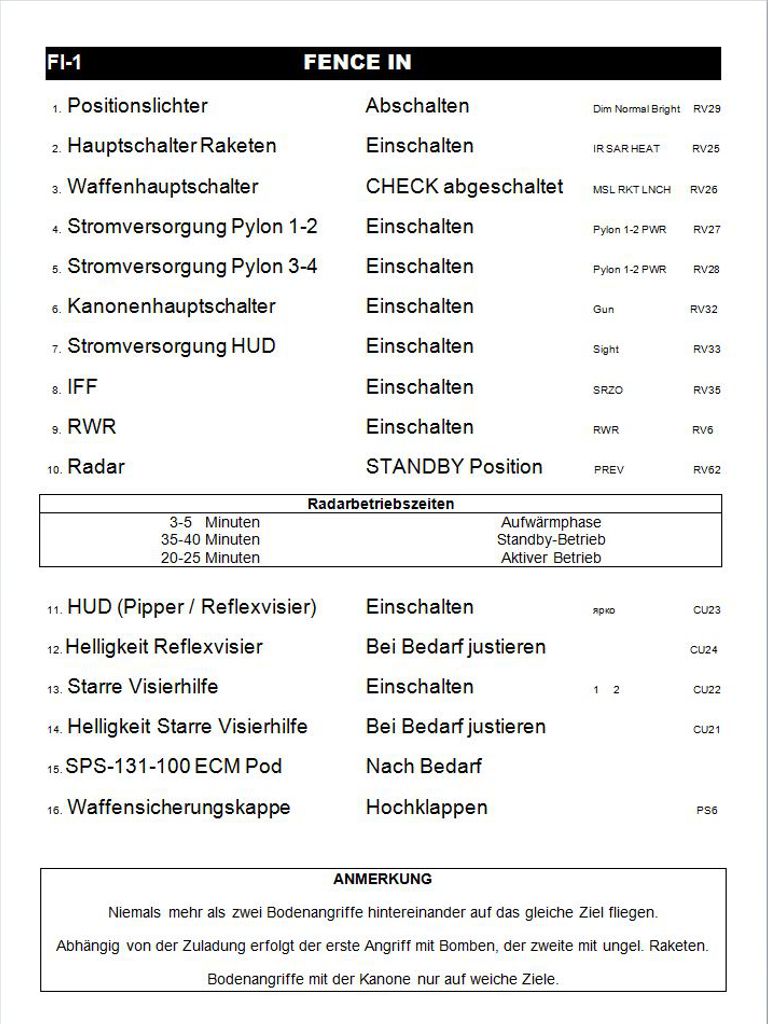 FI-1 FENCE IN
1. Positionslichter Abschalten Dim Normal Bright RV29
2. Hauptschalter Raketen Einschalten IR SAR HEAT RV25
3. Waffenhauptschalter CHECK abgeschaltet MSL RKT LNCH RV26
4. Stromversorgung Pylon 1-2 Einschalten Pylon 1-2 PWR RV27
5. Stromversorgung Pylon 3-4 Einschalten Pylon 1-2 PWR RV28
6. Kanonenhauptschalter Einschalten Gun RV32
7. Stromversorgung HUD Einschalten Sight RV33
8. IFF Einschalten SRZO RV35
9. RWR Einschalten RWR RV6
10. Radar STANDBY Position PREV RV62
Radarbetriebszeiten
3-5 Minuten Aufwärmphase
35-40 Minuten Standby-Betrieb
20-25 Minuten Aktiver Betrieb
11. HUD (Pipper / Reflexvisier) Einschalten ярко CU23
12. Helligkeit Reflexvisier Bei Bedarf justieren CU24
13. Starre Visierhilfe Einschalten 1 2 CU22
14. Helligkeit Starre Visierhilfe Bei Bedarf justieren CU21
15. SPS-131-100 ECM Pod Nach Bedarf
16. Waffensicherungskappe Hochklappen PS6
ANMERKUNG
Niemals mehr als zwei Bodenangriffe hintereinander auf das gleiche Ziel fliegen.
Abhängig von der Zuladung erfolgt der erste Angriff mit Bomben, der zweite mit ungel. Raketen.
Bodenangriffe mit der Kanone nur auf weiche Ziele.